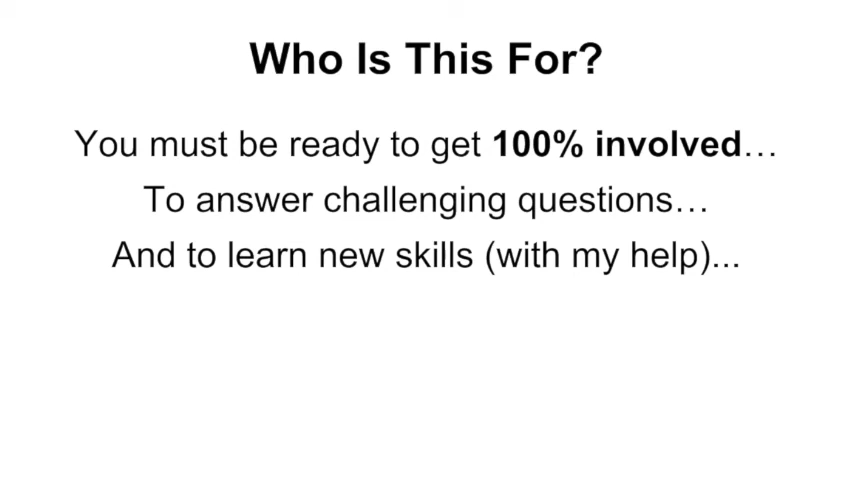 Who Is This For?
You must be ready to get 100% involved…
To answer challenging questions…
And to learn new skills (with my help)...